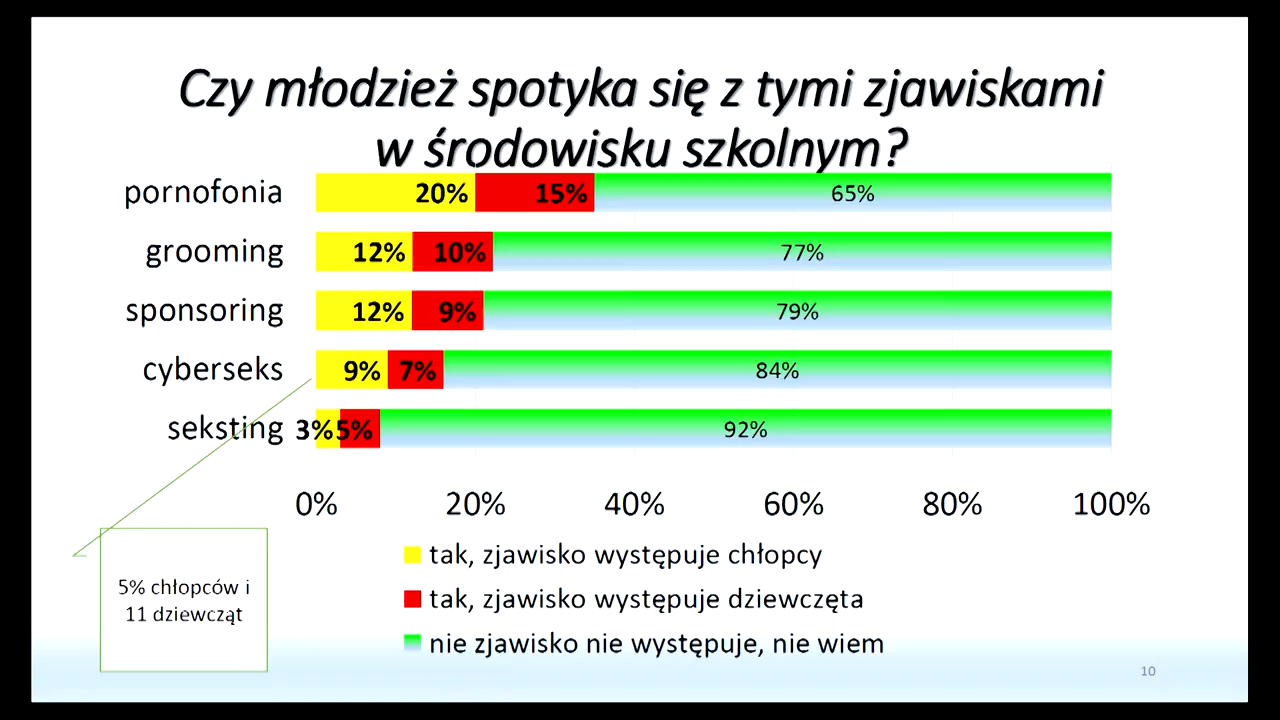 Czy młodzież spotyka się z tymi zjawiskami
w środowisku szkolnym?
pornofonia 20% 15% 65%
grooming 12% 10% 77%
sponsoring 12% 9% 79%
cyberseks 9% 7% 84%
seksting 3% 5% 92%
0% 20% 40% 60% 80% 100%
tak, zjawisko występuje chłopcy
tak, zjawisko występuje dziewczęta
nie zjawisko nie występuje, nie wiem
5% chłopców i
11 dziewcząt
10